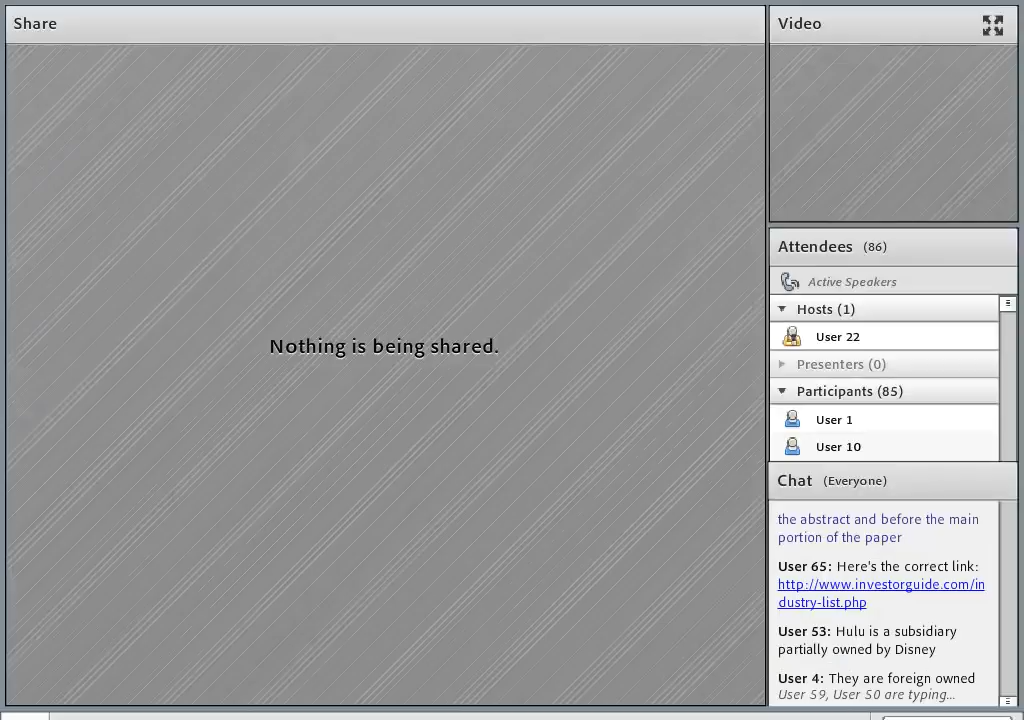 Share
Nothing is being shared.
Video
Attendees (86)
Active Speakers
Hosts (1)
User 22
Presenters (0)
Participants (85)
User 1
User 10
Chat (Everyone)
the abstract and before the main
portion of the paper
User 65: Here's the correct link:
http://www.investorguide.com/in
dustry-list.php
User 53: Hulu is a subsidiary
partially owned by Disney
User 4: They are foreign owned
User 59, User 50 are typing...